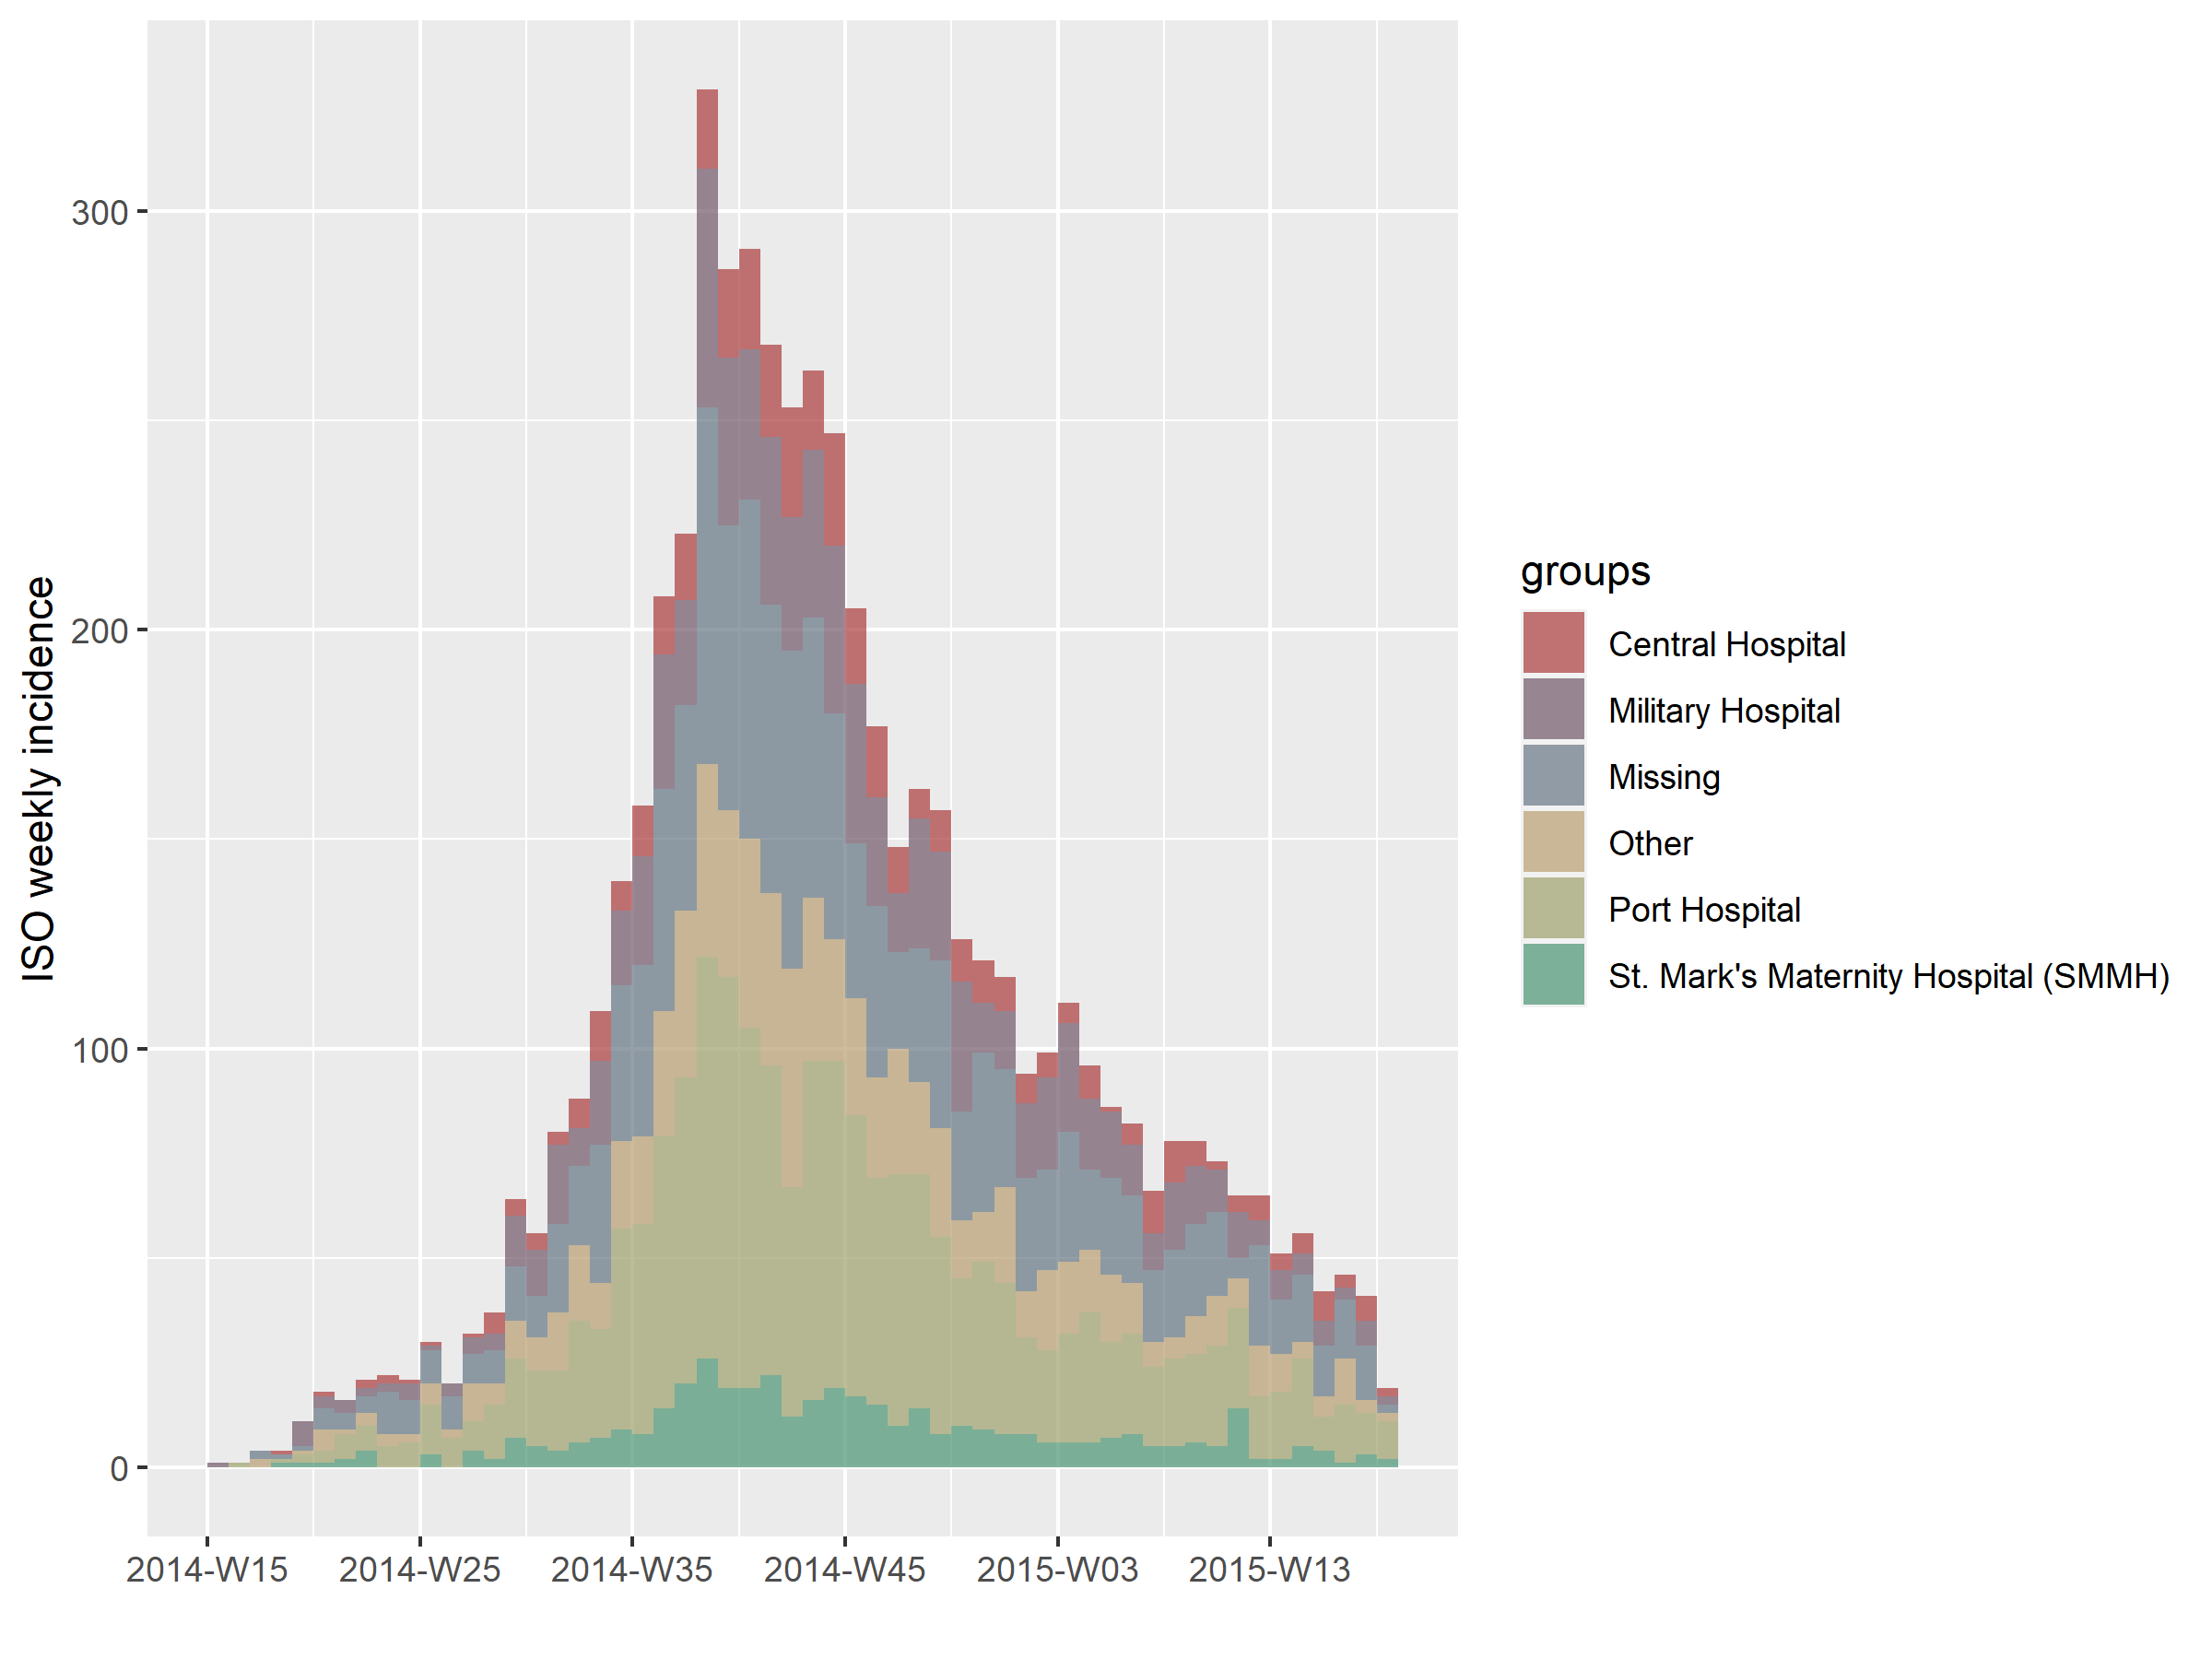 ISO weekly incidence
300
200
100
0
2014-W15
2014-W25
2014-W35
2014-W45
2015-W03
2015-W13
groups
Central Hospital
Military Hospital
Missing
Other
Port Hospital
St. Mark's Maternity Hospital (SMMH)